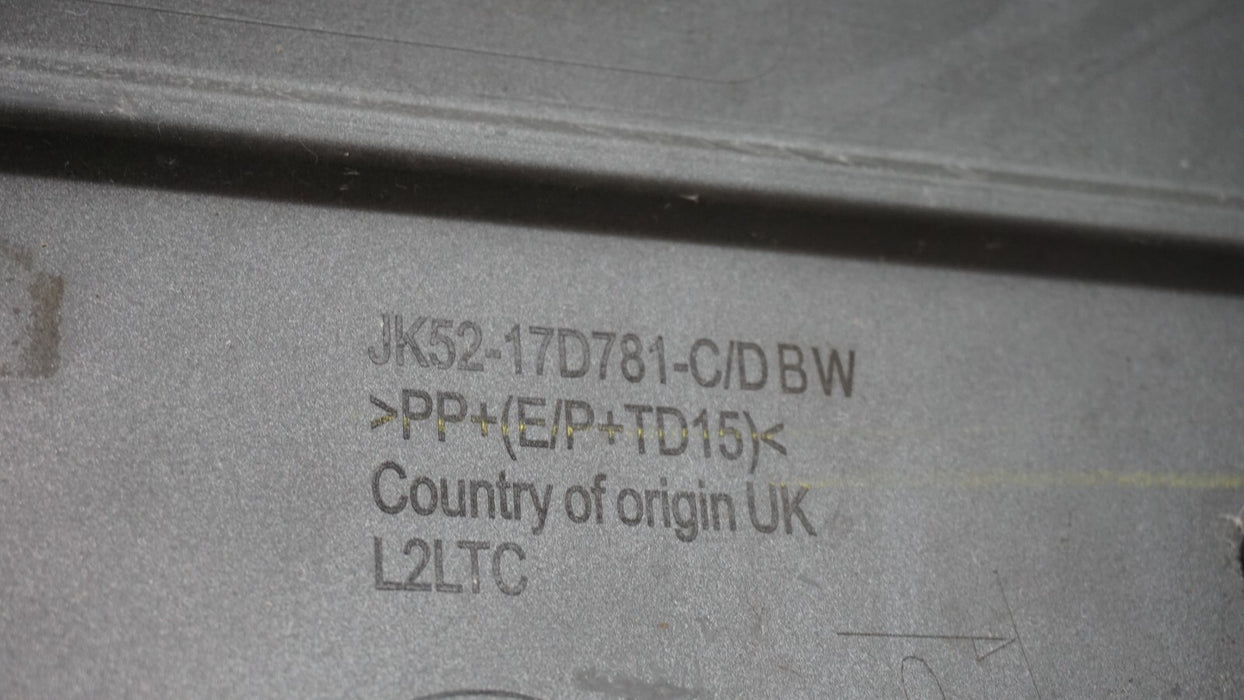 JK52-17D781-C/D BW
>PP+(E/P+TD15)<
Country of origin UK
L2LTC